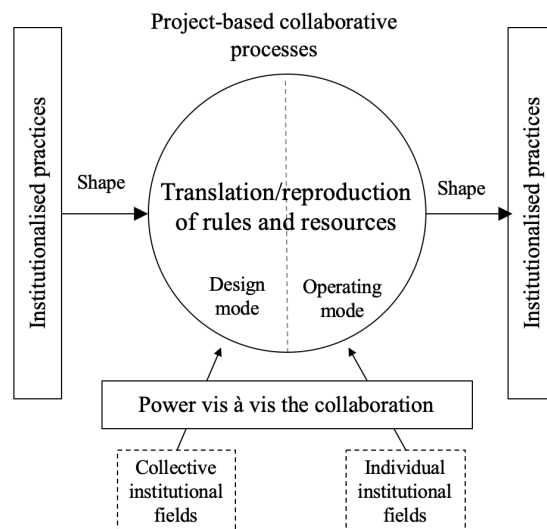 Project-based collaborative
processes
Institutionalised practices
Shape
Translation/reproduction
of rules and resources
Shape
Institutionalised practices
Design
mode
Operating
mode
Power vis à vis the collaboration
Collective
institutional
fields
Individual
institutional
fields